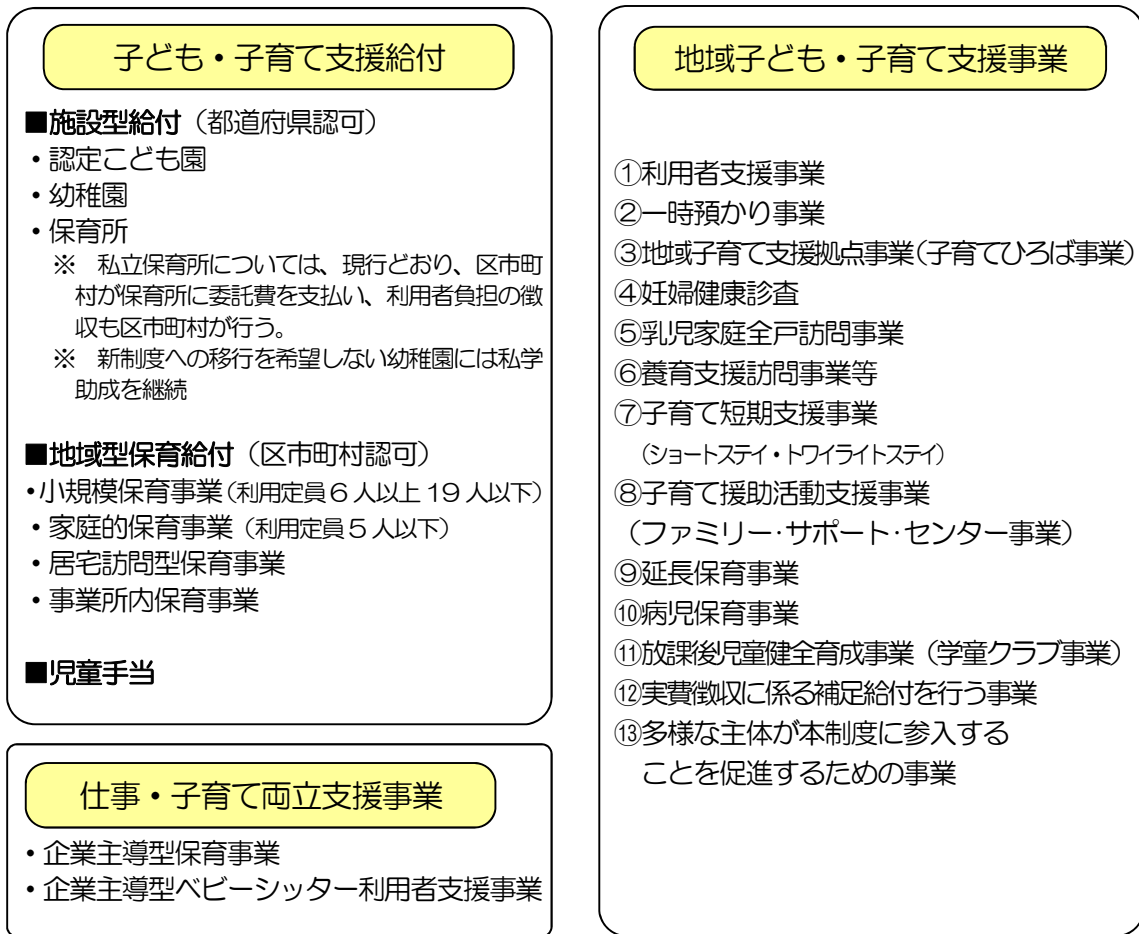 子ども・子育て支援給付
■施設型給付（都道府県認可）
・認定こども園
・幼稚園
・保育所
※　私立保育所については、現行どおり、区市町
村が保育所に委託費を支払い、利用者負担の徴
収も区市町村が行う。
※　新制度への移行を希望しない幼稚園には私学
助成を継続
■地域型保育給付（区市町村認可）
・小規模保育事業（利用定員６人以上19人以下）
・家庭的保育事業（利用定員５人以下）
・居宅訪問型保育事業
・事業所内保育事業
■児童手当
仕事・子育て両立支援事業
・企業主導型保育事業
・企業主導型ベビーシッター利用者支援事業
地域子ども・子育て支援事業
①利用者支援事業
②一時預かり事業
③地域子育て支援拠点事業（子育てひろば事業）
④妊婦健康診査
⑤乳児家庭全戸訪問事業
⑥養育支援訪問事業等
⑦子育て短期支援事業
（ショートステイ・トワイライトステイ）
⑧子育て援助活動支援事業
（ファミリー・サポート・センター事業）
⑨延長保育事業
⑩病児保育事業
⑪放課後児童健全育成事業（学童クラブ事業）
⑫実費徴収に係る補足給付を行う事業
⑬多様な主体が本制度に参入する
ことを促進するための事業